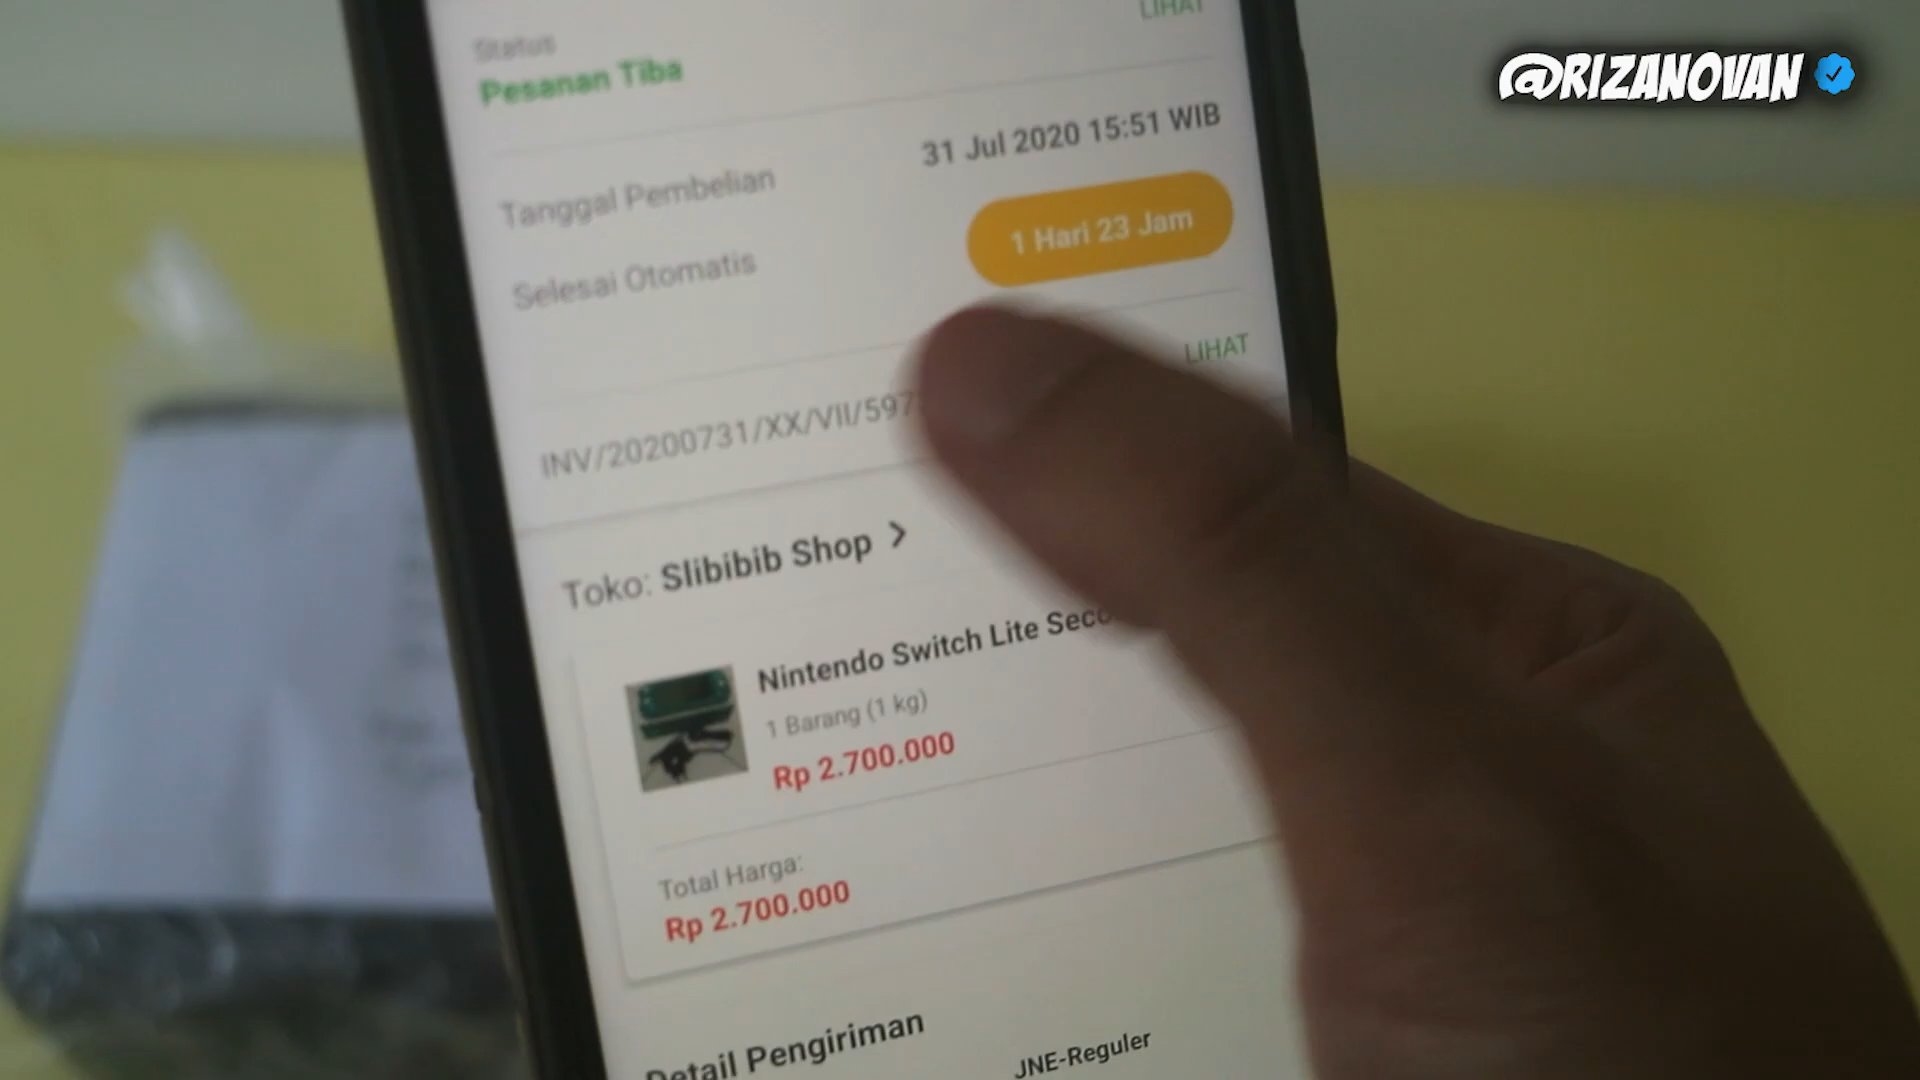 LIHAT
@RIZANOVAN
Status
Pesanan Tiba
Tanggal Pembelian
31 Jul 2020 15:51 WIB
Selesai Otomatis
1 Hari 23 Jam
INV/20200731/XX/VII/597
LIHAT
Toko: Slibibib Shop
Nintendo Switch Lite
1 Barang (1 kg)
Rp 2.700.000
Total Harga:
Rp 2.700.000
Detail Pengiriman
JNE-Reguler